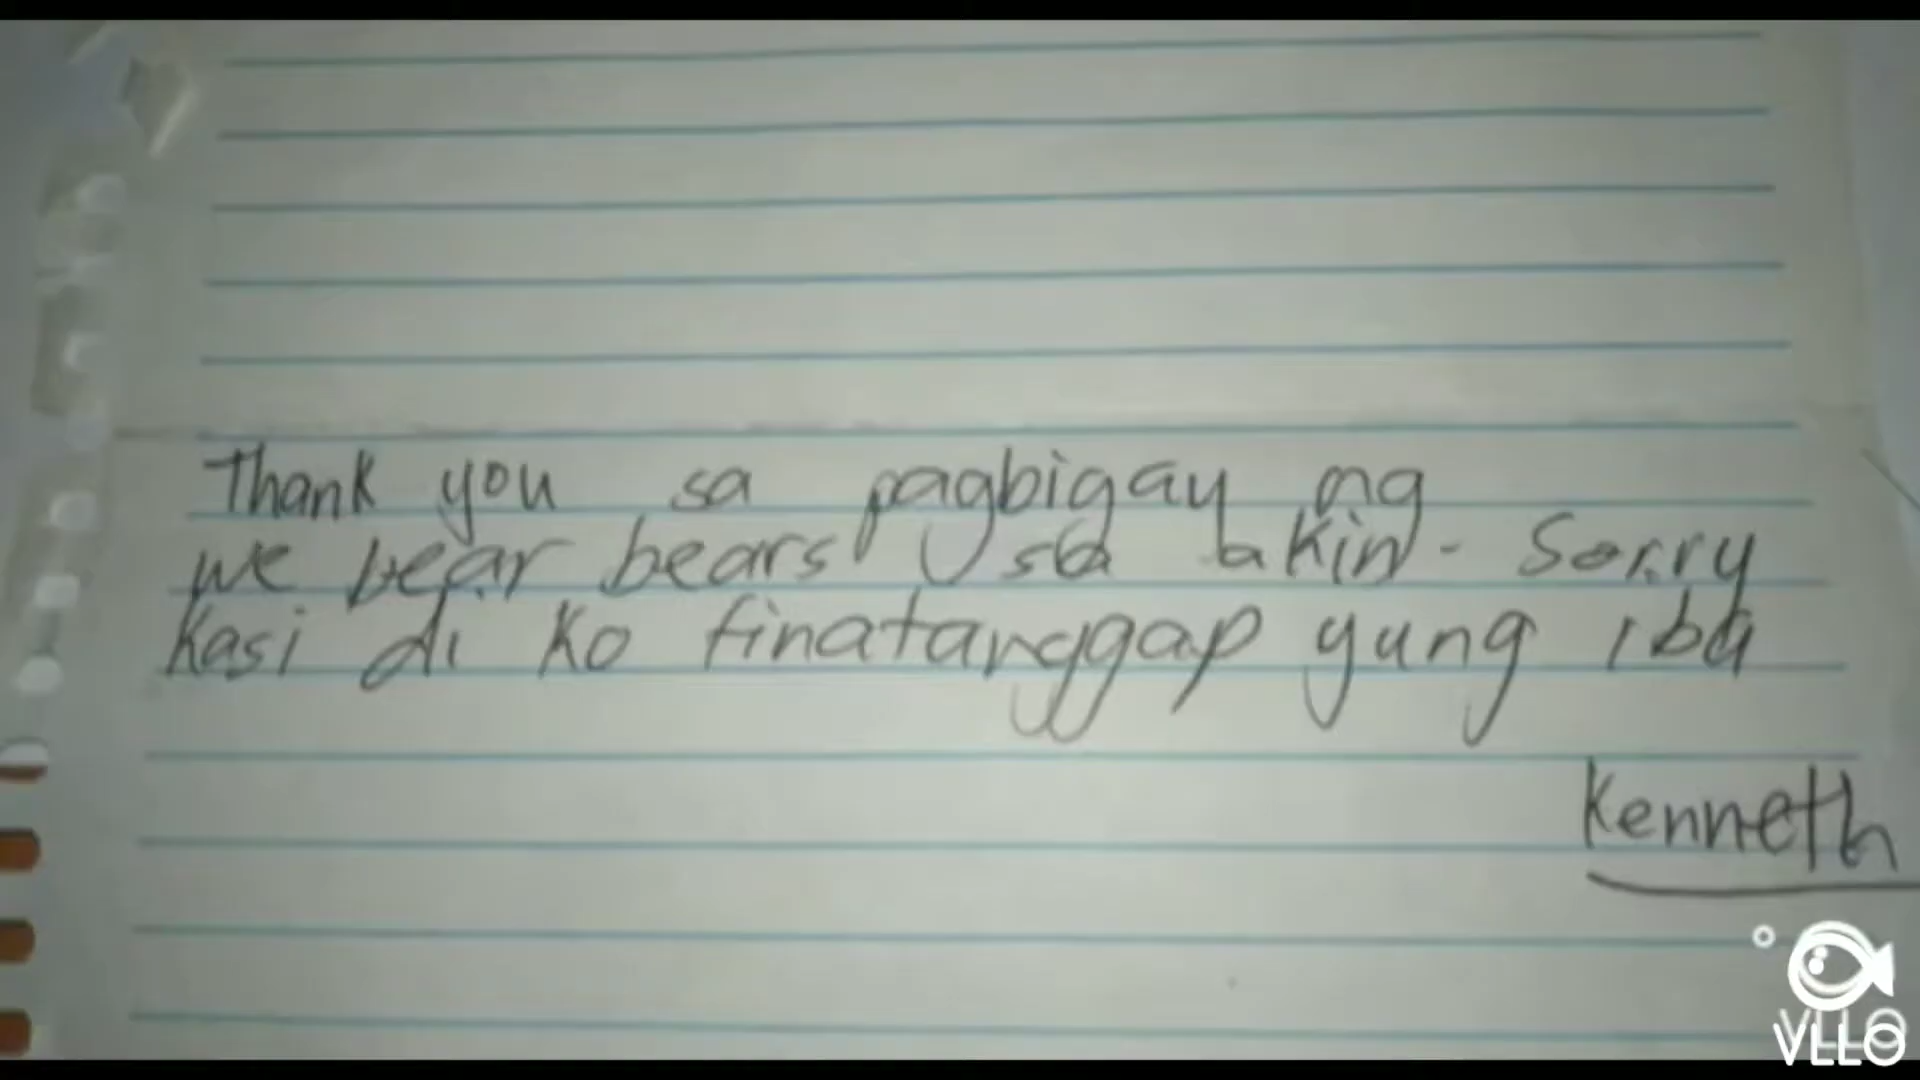 Thank you sa pagbigay ng
we bear bears sa akin. Sorry
Kasi di ko tinatanggap yung iba
Kenneth
VLLO